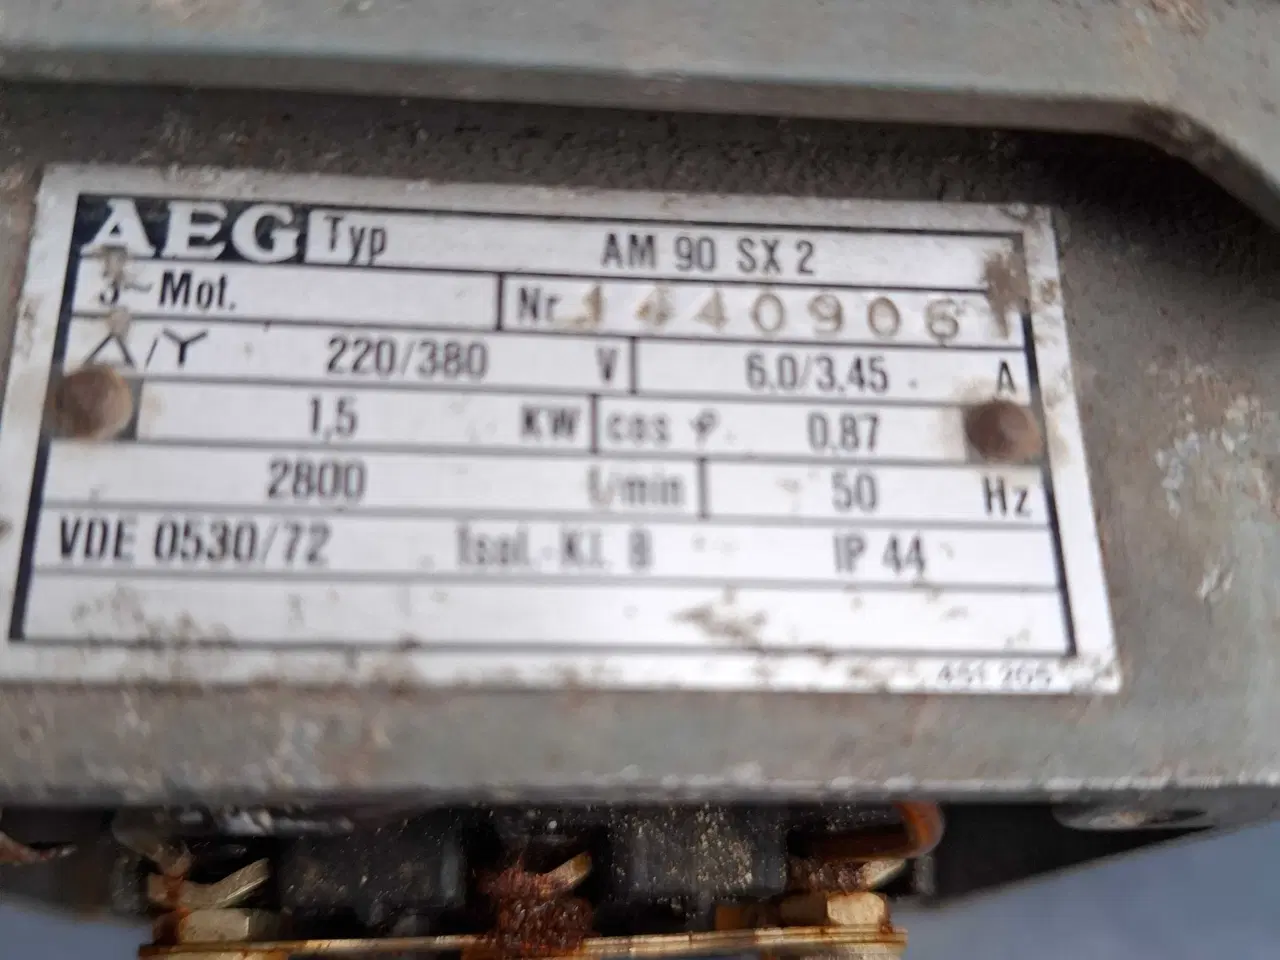 AEG Typ AM 90 SX 2
3~Mot. Nr 1440906
△/Y 220/380 V 6,0/3,45 A
1,5 KW cos φ 0,87
2800 1/min 50 Hz
VDE 0530/72 Isol.-Kl. B IP 44